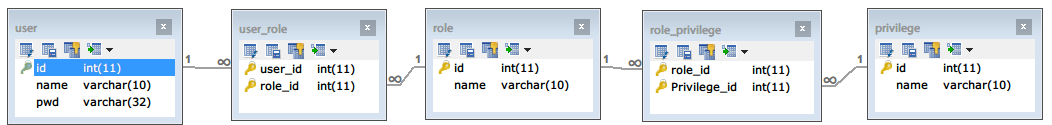 user
id int(11)
name varchar(10)
pwd varchar(32)
1
∞
user_role
user_id int(11)
role_id int(11)
∞
1
role
id int(11)
name varchar(10)
1
∞
role_privilege
role_id int(11)
Privilege_id int(11)
∞
1
privilege
id int(11)
name varchar(10)